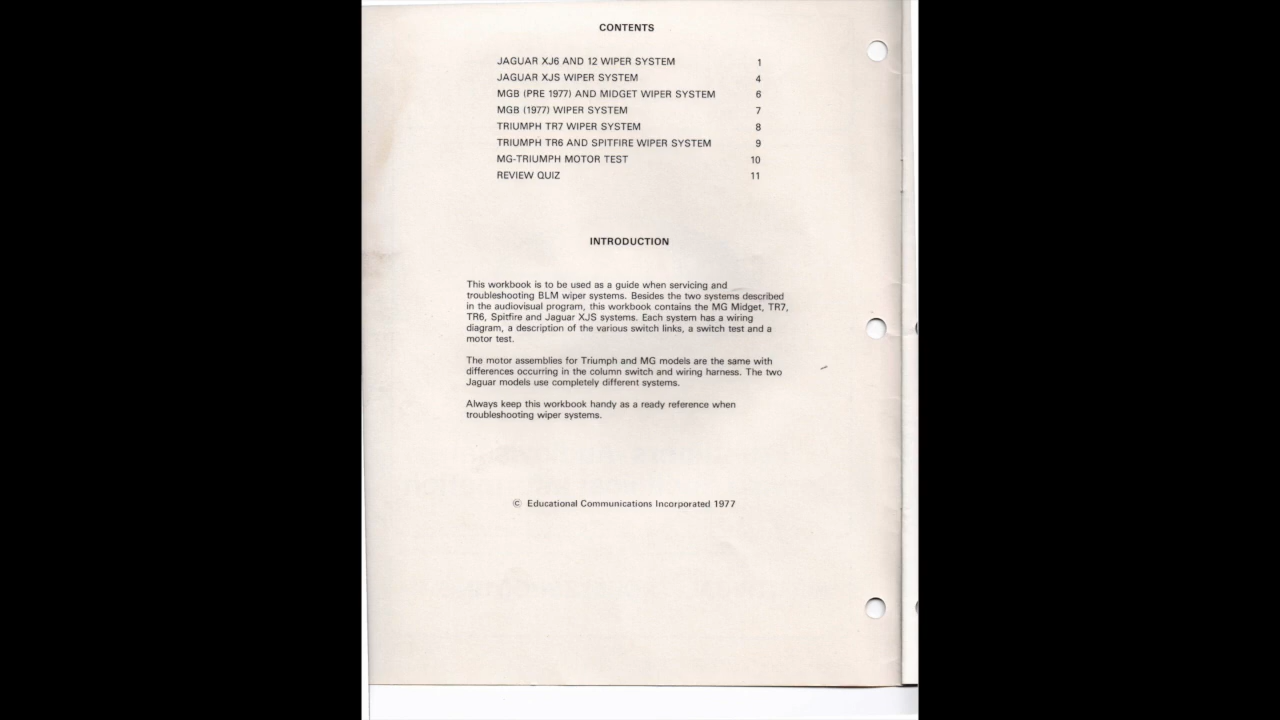 CONTENTS
JAGUAR XJ6 AND 12 WIPER SYSTEM 1
JAGUAR XJS WIPER SYSTEM 4
MGB (PRE 1977) AND MIDGET WIPER SYSTEM 6
MGB (1977) WIPER SYSTEM 7
TRIUMPH TR7 WIPER SYSTEM 8
TRIUMPH TR6 AND SPITFIRE WIPER SYSTEM 9
MG-TRIUMPH MOTOR TEST 10
REVIEW QUIZ 11
INTRODUCTION
This workbook is to be used as a guide when servicing and
troubleshooting BLM wiper systems. Besides the two systems described
in the audiovisual program, this workbook contains the MG Midget, TR7,
TR6, Spitfire and Jaguar XJS systems. Each system has a wiring
diagram, a description of the various switch links, a switch test and a
motor test.
The motor assemblies for Triumph and MG models are the same with
differences occurring in the column switch and wiring harness. The two
Jaguar models use completely different systems.
Always keep this workbook handy as a ready reference when
troubleshooting wiper systems.
© Educational Communications Incorporated 1977